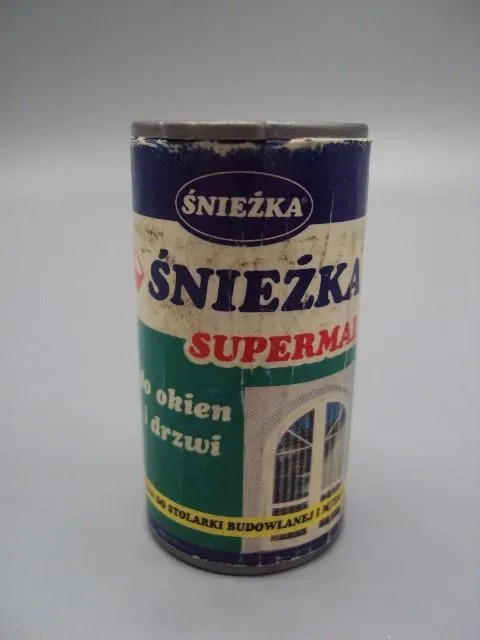 ŚNIEŻKA®
ŚNIEŻKA
SUPERMAL
do okien
i drzwi
DO STOLARKI BUDOWLANEJ I